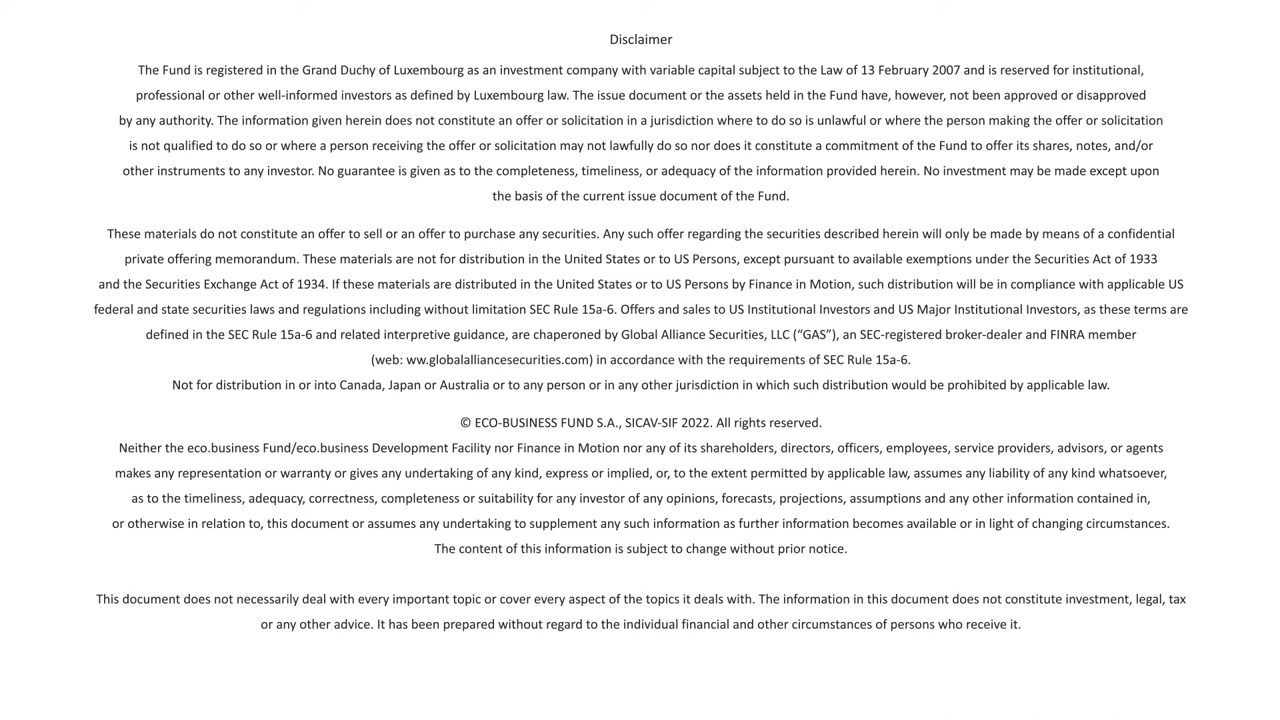 Disclaimer
The Fund is registered in the Grand Duchy of Luxembourg as an investment company with variable capital subject to the Law of 13 February 2007 and is reserved for institutional,
professional or other well-informed investors as defined by Luxembourg law. The issue document or the assets held in the Fund have, however, not been approved or disapproved
by any authority. The information given herein does not constitute an offer or solicitation in a jurisdiction where to do so is unlawful or where the person making the offer or solicitation
is not qualified to do so or where a person receiving the offer or solicitation may not lawfully do so nor does it constitute a commitment of the Fund to offer its shares, notes, and/or
other instruments to any investor. No guarantee is given as to the completeness, timeliness, or adequacy of the information provided herein. No investment may be made except upon
the basis of the current issue document of the Fund.
These materials do not constitute an offer to sell or an offer to purchase any securities. Any such offer regarding the securities described herein will only be made by means of a confidential
private offering memorandum. These materials are not for distribution in the United States or to US Persons, except pursuant to available exemptions under the Securities Act of 1933
and the Securities Exchange Act of 1934. If these materials are distributed in the United States or to US Persons by Finance in Motion, such distribution will be in compliance with applicable US
federal and state securities laws and regulations including without limitation SEC Rule 15a-6. Offers and sales to US Institutional Investors and US Major Institutional Investors, as these terms are
defined in the SEC Rule 15a-6 and related interpretive guidance, are chaperoned by Global Alliance Securities, LLC (“GAS”), an SEC-registered broker-dealer and FINRA member
(web: ww.globalalliancesecurities.com) in accordance with the requirements of SEC Rule 15a-6.
Not for distribution in or into Canada, Japan or Australia or to any person or in any other jurisdiction in which such distribution would be prohibited by applicable law.
© ECO-BUSINESS FUND S.A., SICAV-SIF 2022. All rights reserved.
Neither the eco.business Fund/eco.business Development Facility nor Finance in Motion nor any of its shareholders, directors, officers, employees, service providers, advisors, or agents
makes any representation or warranty or gives any undertaking of any kind, express or implied, or, to the extent permitted by applicable law, assumes any liability of any kind whatsoever,
as to the timeliness, adequacy, correctness, completeness or suitability for any investor of any opinions, forecasts, projections, assumptions and any other information contained in,
or otherwise in relation to, this document or assumes any undertaking to supplement any such information as further information becomes available or in light of changing circumstances.
The content of this information is subject to change without prior notice.
This document does not necessarily deal with every important topic or cover every aspect of the topics it deals with. The information in this document does not constitute investment, legal, tax
or any other advice. It has been prepared without regard to the individual financial and other circumstances of persons who receive it.